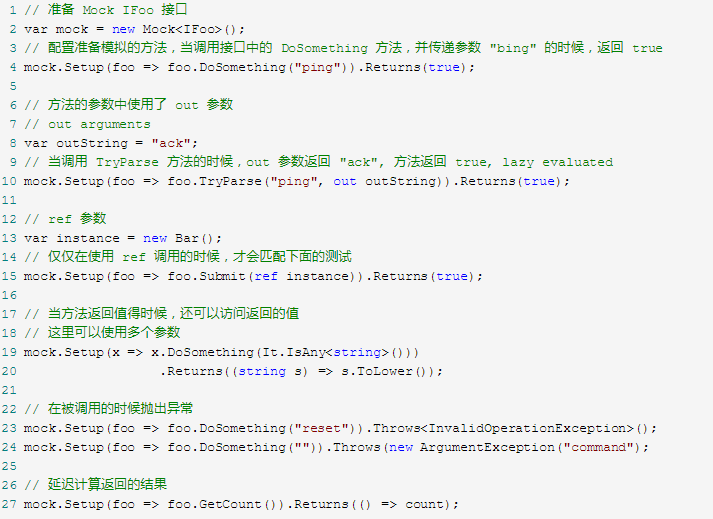 1 // 准备 Mock IFoo 接口
2 var mock = new Mock<IFoo>();
3 // 配置准备模拟的方法，当调用接口中的 DoSomething 方法，并传递参数 "bing" 的时候，返回 true
4 mock.Setup(foo => foo.DoSomething("ping")).Returns(true);
5
6 // 方法的参数中使用了 out 参数
7 // out arguments
8 var outString = "ack";
9 // 当调用 TryParse 方法的时候，out 参数返回 "ack", 方法返回 true, lazy evaluated
10 mock.Setup(foo => foo.TryParse("ping", out outString)).Returns(true);
11
12 // ref 参数
13 var instance = new Bar();
14 // 仅仅在使用 ref 调用的时候，才会匹配下面的测试
15 mock.Setup(foo => foo.Submit(ref instance)).Returns(true);
16
17 // 当方法返回值得时候，还可以访问返回的值
18 // 这里可以使用多个参数
19 mock.Setup(x => x.DoSomething(It.IsAny<string>()))
20                  .Returns((string s) => s.ToLower());
21
22 // 在被调用的时候抛出异常
23 mock.Setup(foo => foo.DoSomething("reset")).Throws<InvalidOperationException>();
24 mock.Setup(foo => foo.DoSomething("")).Throws(new ArgumentException("command");
25
26 // 延迟计算返回的结果
27 mock.Setup(foo => foo.GetCount()).Returns(() => count);